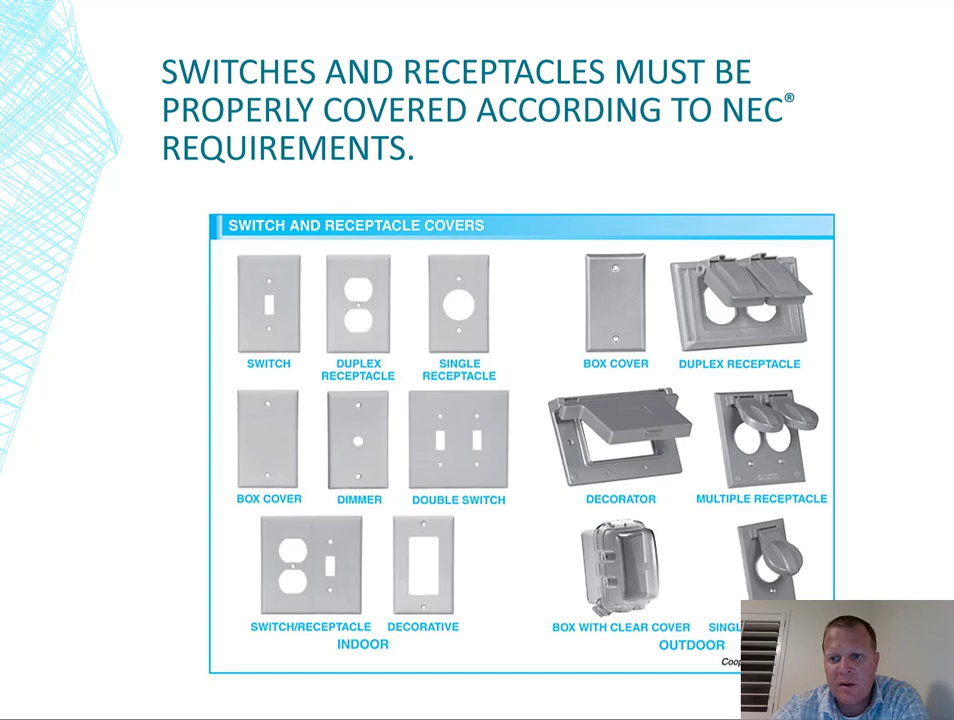 SWITCHES AND RECEPTACLES MUST BE
PROPERLY COVERED ACCORDING TO NEC®
REQUIREMENTS.
SWITCH AND RECEPTACLE COVERS
SWITCH
DUPLEX
RECEPTACLE
SINGLE
RECEPTACLE
BOX COVER
DUPLEX RECEPTACLE
BOX COVER
DIMMER
DOUBLE SWITCH
DECORATOR
MULTIPLE RECEPTACLE
SWITCH/RECEPTACLE
DECORATIVE
BOX WITH CLEAR COVER
INDOOR
OUTDOOR